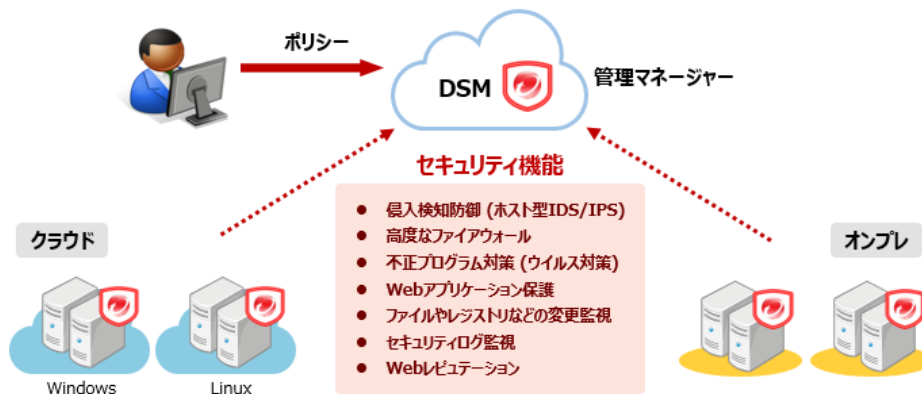 ポリシー
DSM
管理マネージャー
セキュリティ機能
● 侵入検知防御 (ホスト型IDS/IPS)
● 高度なファイアウォール
● 不正プログラム対策 (ウイルス対策)
● Webアプリケーション保護
● ファイルやレジストリなどの変更監視
● セキュリティログ監視
● Webレピュテーション
クラウド
オンプレ
Windows
Linux